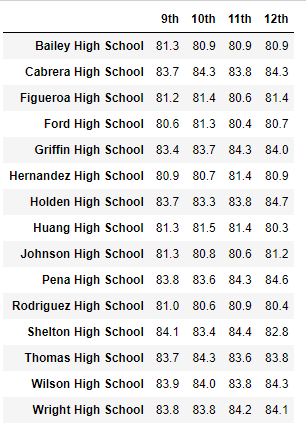 9th 10th 11th 12th
Bailey High School 81.3 80.9 80.9 80.9
Cabrera High School 83.7 84.3 83.8 84.3
Figueroa High School 81.2 81.4 80.6 81.4
Ford High School 80.6 81.3 80.4 80.7
Griffin High School 83.4 83.7 84.3 84.0
Hernandez High School 80.9 80.7 81.4 80.9
Holden High School 83.7 83.3 83.8 84.7
Huang High School 81.3 81.5 81.4 80.3
Johnson High School 81.3 80.8 80.6 81.2
Pena High School 83.8 83.6 84.3 84.6
Rodriguez High School 81.0 80.6 80.9 80.4
Shelton High School 84.1 83.4 84.4 82.8
Thomas High School 83.7 84.3 83.6 83.8
Wilson High School 83.9 84.0 83.8 84.3
Wright High School 83.8 83.8 84.2 84.1